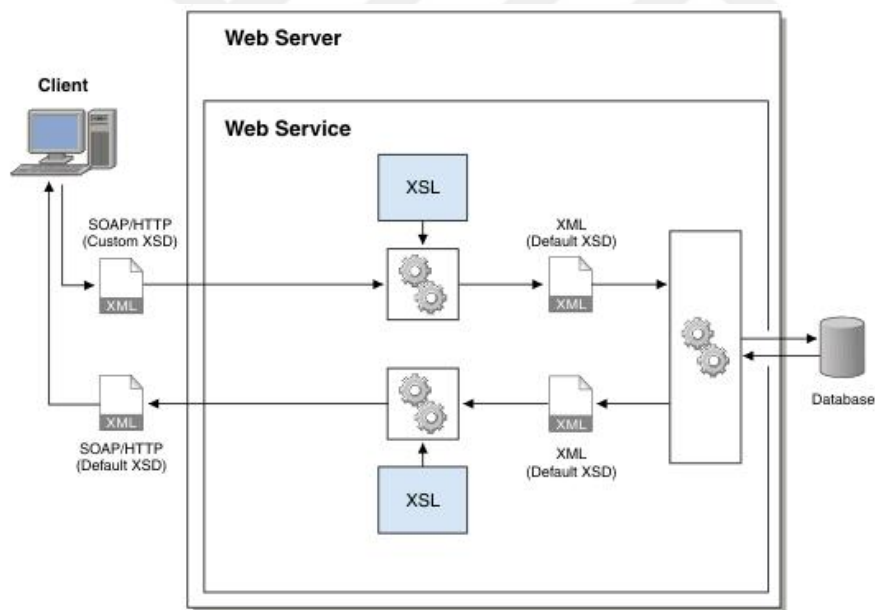 Web Server
Client
Web Service
XSL
SOAP/HTTP
(Custom XSD)
XML
(Default XSD)
XML
XML
Database
XML
XML
SOAP/HTTP
(Default XSD)
XML
(Default XSD)
XSL